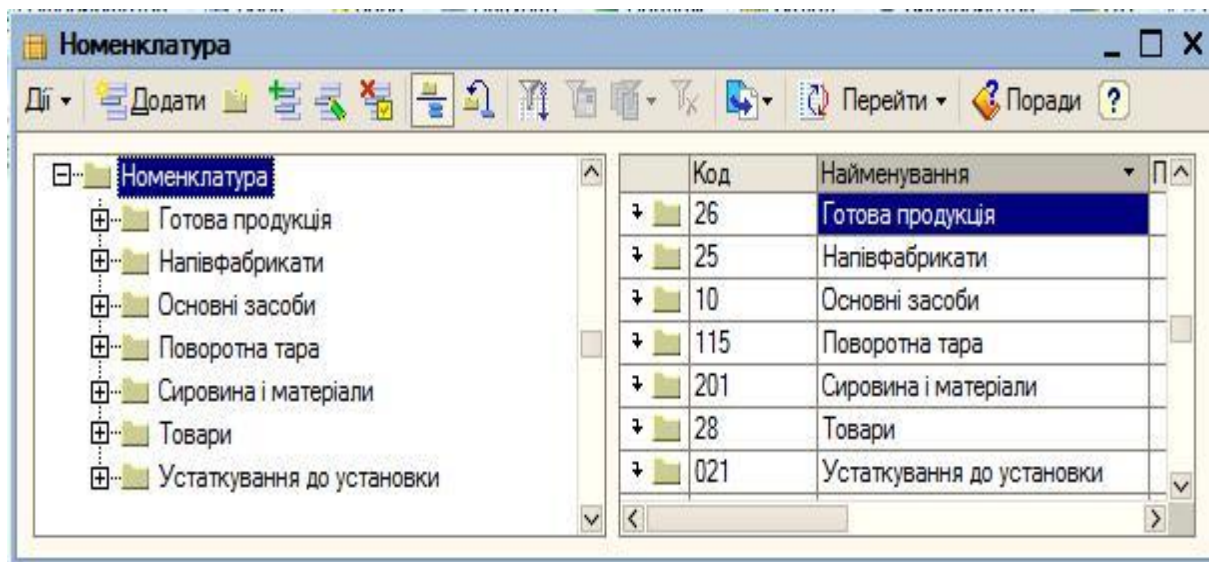 Номенклатура
Дії Додати Перейти Поради ?
Номенклатура
Готова продукція
Напівфабрикати
Основні засоби
Поворотна тара
Сировина і матеріали
Товари
Устаткування до установки
Код Найменування П
26 Готова продукція
25 Напівфабрикати
10 Основні засоби
115 Поворотна тара
201 Сировина і матеріали
28 Товари
021 Устаткування до установки